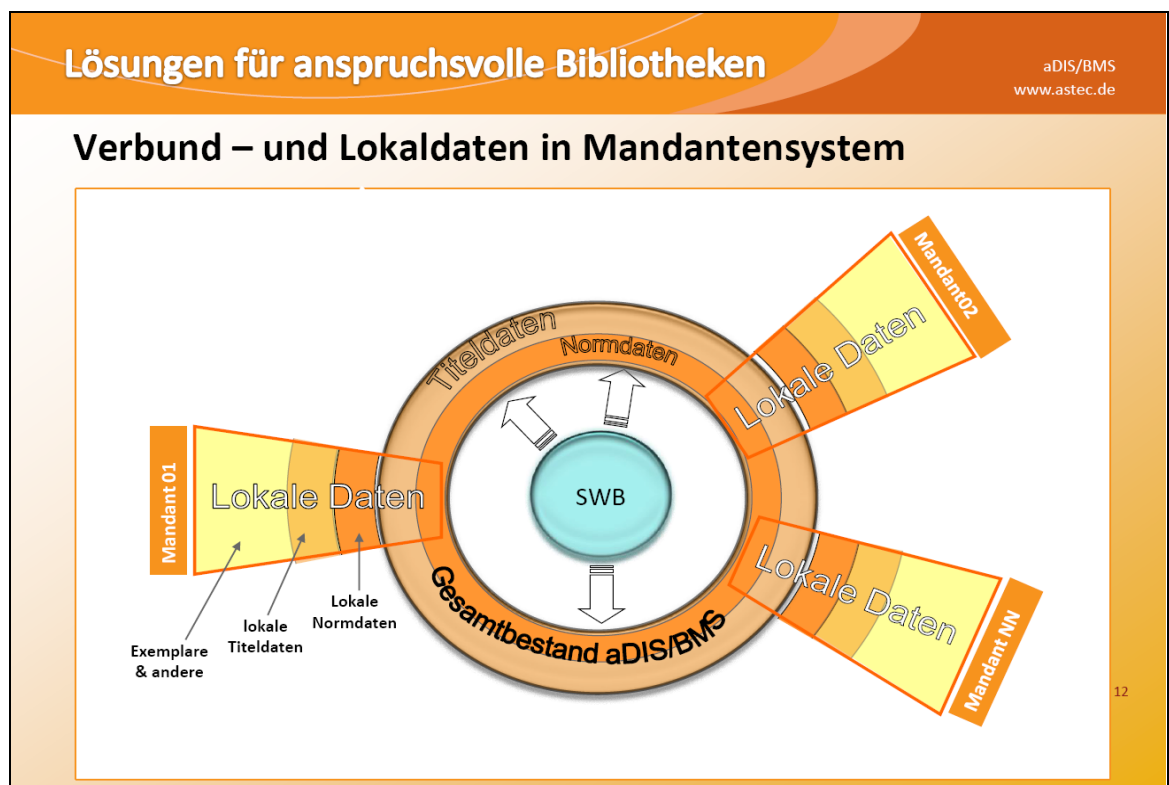 Lösungen für anspruchsvolle Bibliotheken
aDIS/BMS
www.astec.de
Verbund – und Lokaldaten in Mandantensystem
Titeldaten
Normdaten
Mandant02
Lokale Daten
Mandant 01
Lokale Daten
SWB
Lokale Daten
Mandant NN
Gesamtbestand aDIS/BMS
Exemplare
& andere
lokale
Titeldaten
Lokale
Normdaten
12